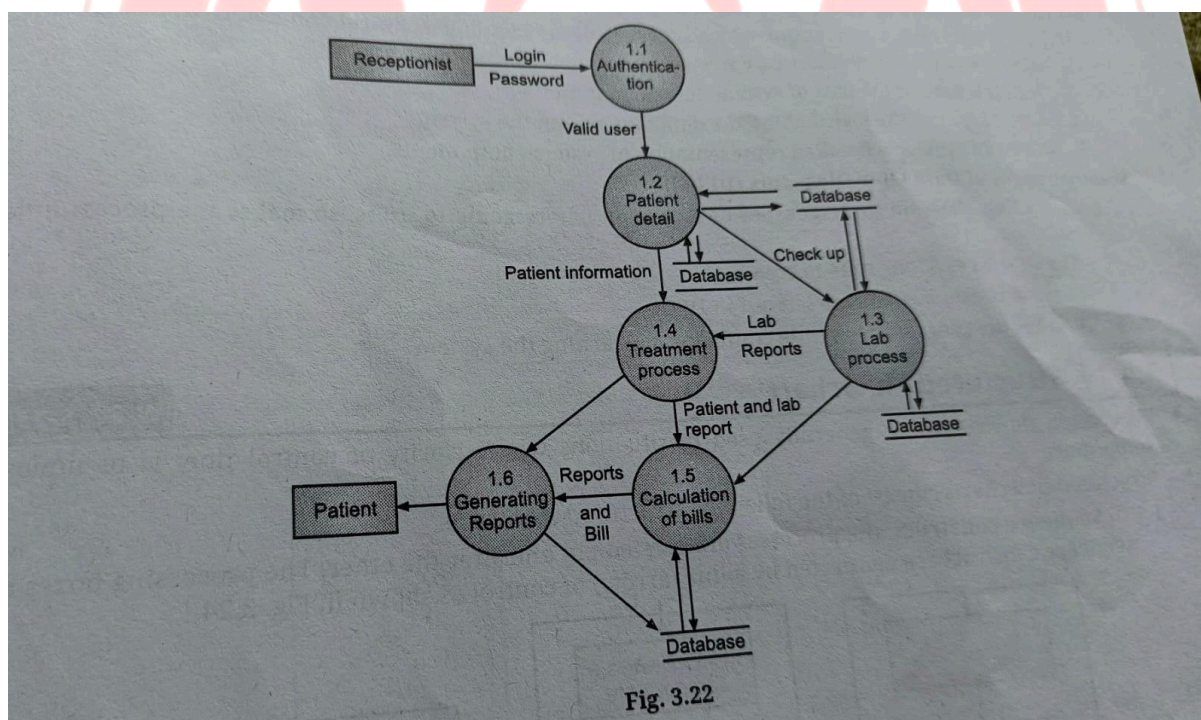 Receptionist
Login
Password
1.1
Authentica-
tion
Valid user
1.2
Patient
detail
Database
Check up
Patient information
Database
1.4
Treatment
process
Lab
Reports
1.3
Lab
process
Patient and lab
report
Database
Patient
1.6
Generating
Reports
Reports
and
Bill
1.5
Calculation
of bills
Database
Fig. 3.22